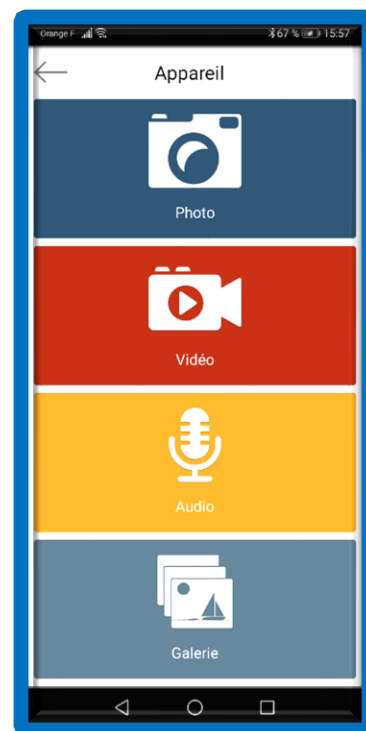 Orange F 67 % 15:57
Appareil
Photo
Vidéo
Audio
Galerie